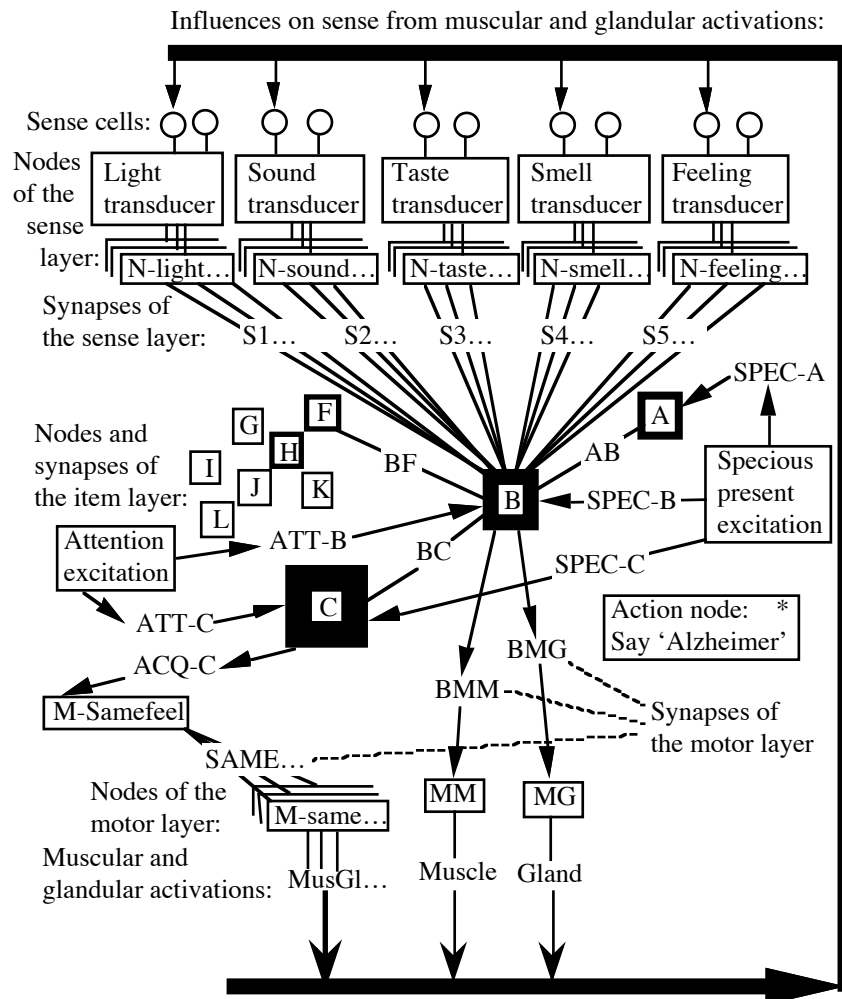 Influences on sense from muscular and glandular activations:
Sense cells:
Nodes
of the
sense
layer:
Light
transducer
Sound
transducer
Taste
transducer
Smell
transducer
Feeling
transducer
N-light…
N-sound…
N-taste…
N-smell…
N-feeling…
Synapses of
the sense layer:
S1…
S2…
S3…
S4…
S5…
SPEC-A
A
AB
F
G
H
I
J
K
L
BF
Nodes and
synapses of
the item layer:
B
SPEC-B
Specious
present
excitation
Attention
excitation
ATT-B
BC
SPEC-C
C
ATT-C
ACQ-C
Action node: *
Say ‘Alzheimer’
BMG
BMM
M-Samefeel
SAME…
Synapses of
the motor layer
Nodes of the
motor layer:
M-same…
MM
MG
Muscular and
glandular activations:
MusGl…
Muscle
Gland